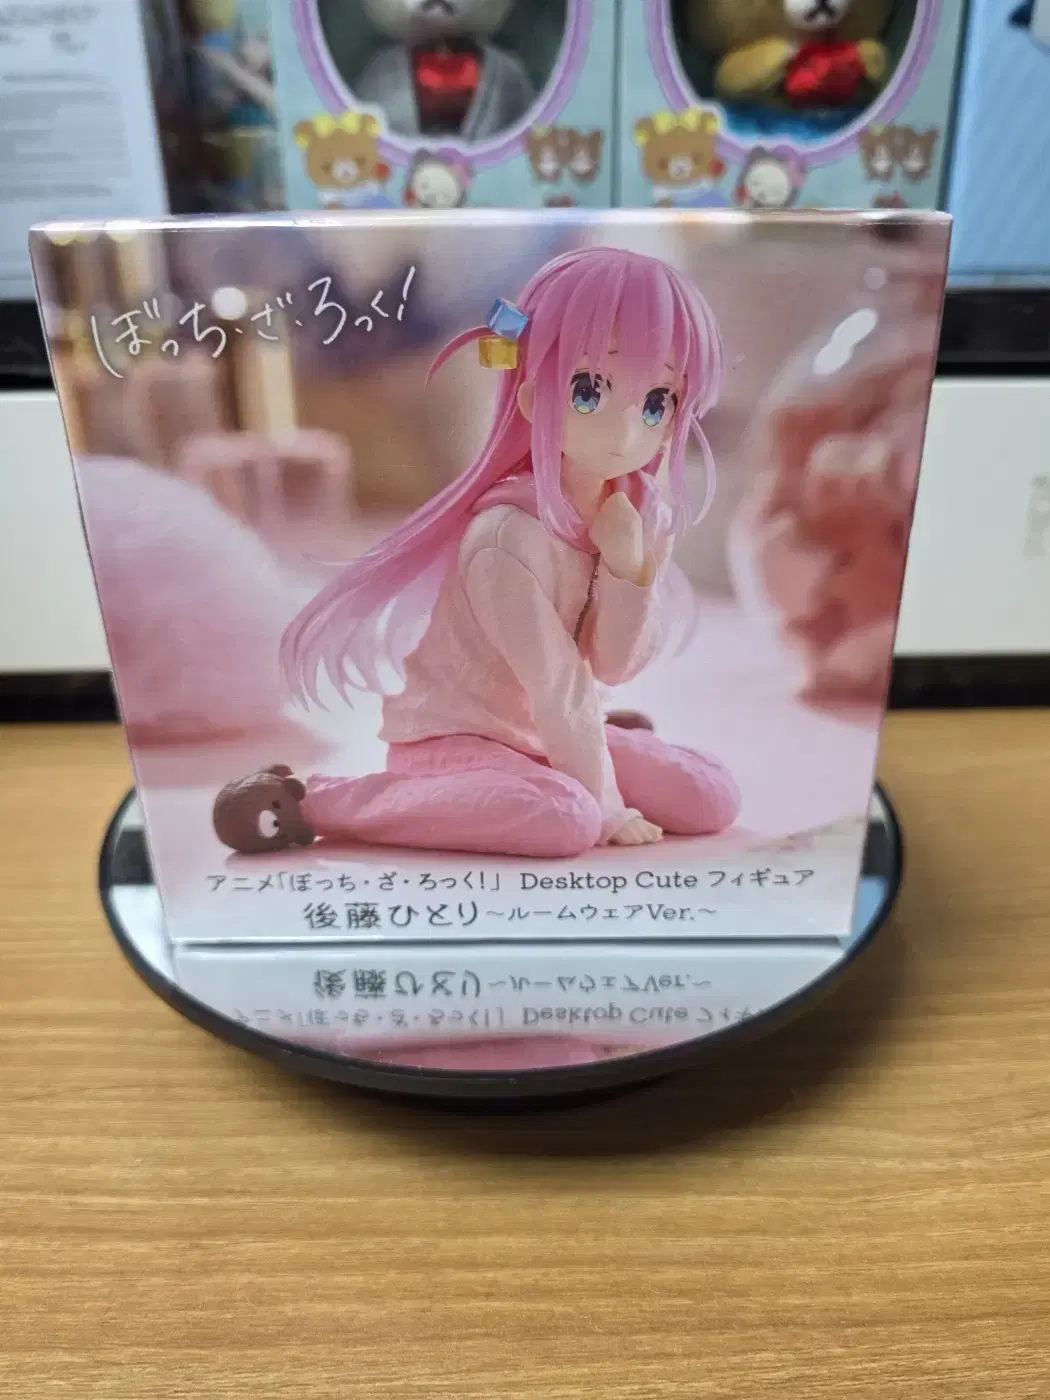 ぼっち・ざ・ろっく!
アニメ「ぼっち・ざ・ろっく!」 Desktop Cute フィギュア
後藤ひとり~ルームウェアVer.~